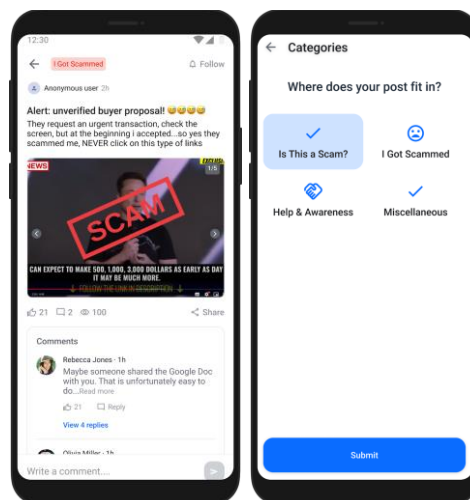 12:30
I Got Scammed
Follow
Anonymous user 2h
Alert: unverified buyer proposal! 😅😅😅😅
They request an urgent transaction, check the
screen, but at the beginning i accepted...so yes they
scammed me, NEVER click on this type of links
NEWS
1/5
SCAM
CAN EXPECT TO MAKE 500, 1,000, 3,000 DOLLARS AS EARLY AS DAY
IT MAY BE MUCH MORE.
↓ FOLLOW THE LINK IN DESCRIPTION ↓
21 2 100 Share
Comments
Rebecca Jones · 1h
Maybe someone shared the Google Doc
with you. That is unfortunately easy to
do...Read more
21 Reply
View 4 replies
Olivia Miller · 1h
Write a comment...
Categories
Where does your post fit in?
Is This a Scam?
I Got Scammed
Help & Awareness
Miscellaneous
Submit